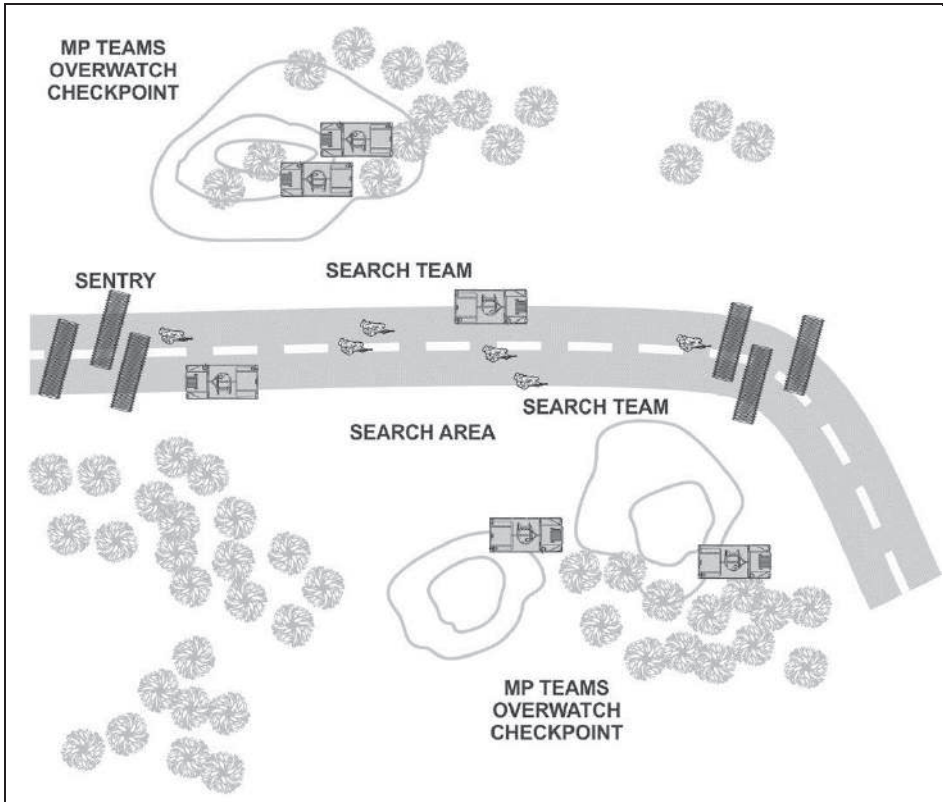 MP TEAMS
OVERWATCH
CHECKPOINT
SENTRY
SEARCH TEAM
SEARCH TEAM
SEARCH AREA
MP TEAMS
OVERWATCH
CHECKPOINT